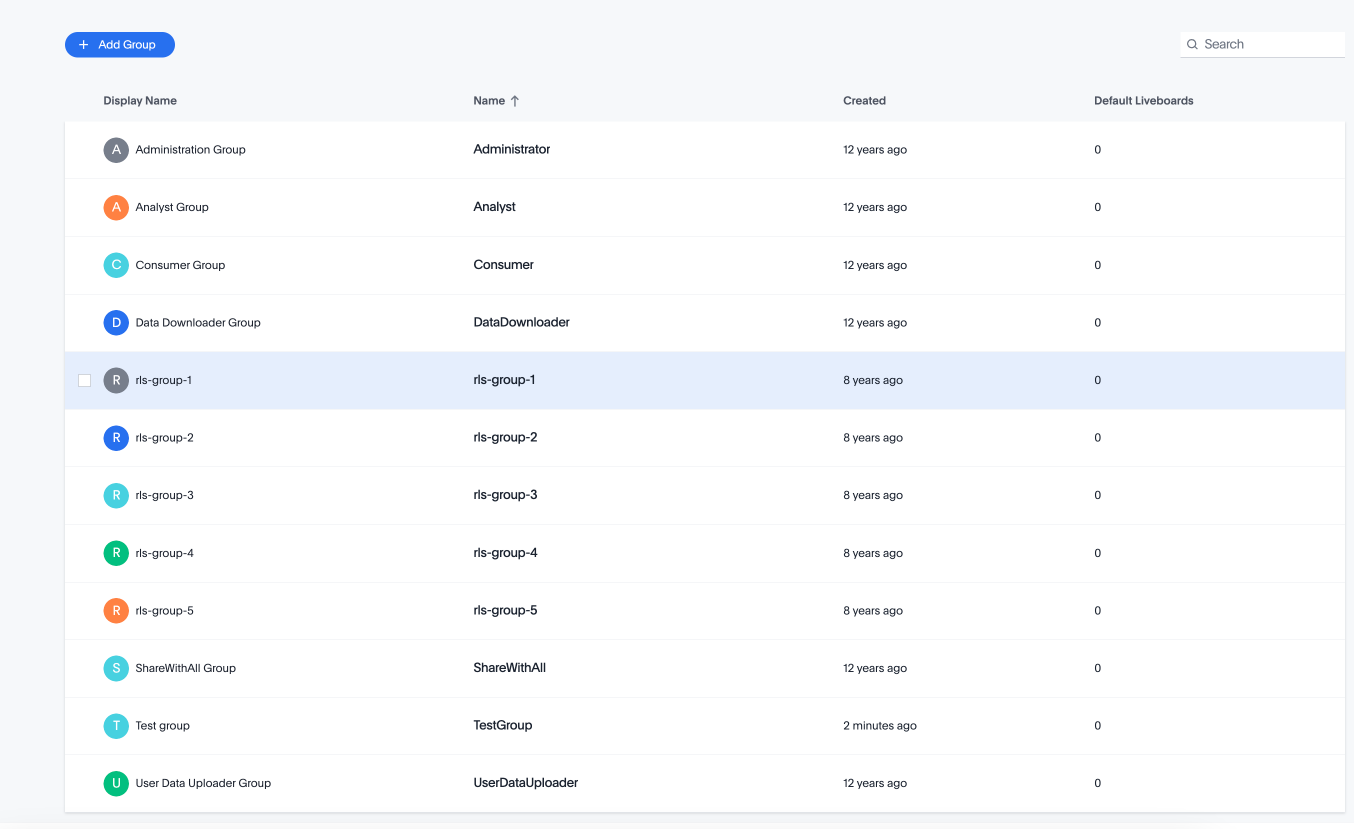 + Add Group
Search
Display Name Name ↑ Created Default Liveboards
A Administration Group Administrator 12 years ago 0
A Analyst Group Analyst 12 years ago 0
C Consumer Group Consumer 12 years ago 0
D Data Downloader Group DataDownloader 12 years ago 0
R rls-group-1 rls-group-1 8 years ago 0
R rls-group-2 rls-group-2 8 years ago 0
R rls-group-3 rls-group-3 8 years ago 0
R rls-group-4 rls-group-4 8 years ago 0
R rls-group-5 rls-group-5 8 years ago 0
S ShareWithAll Group ShareWithAll 12 years ago 0
T Test group TestGroup 2 minutes ago 0
U User Data Uploader Group UserDataUploader 12 years ago 0